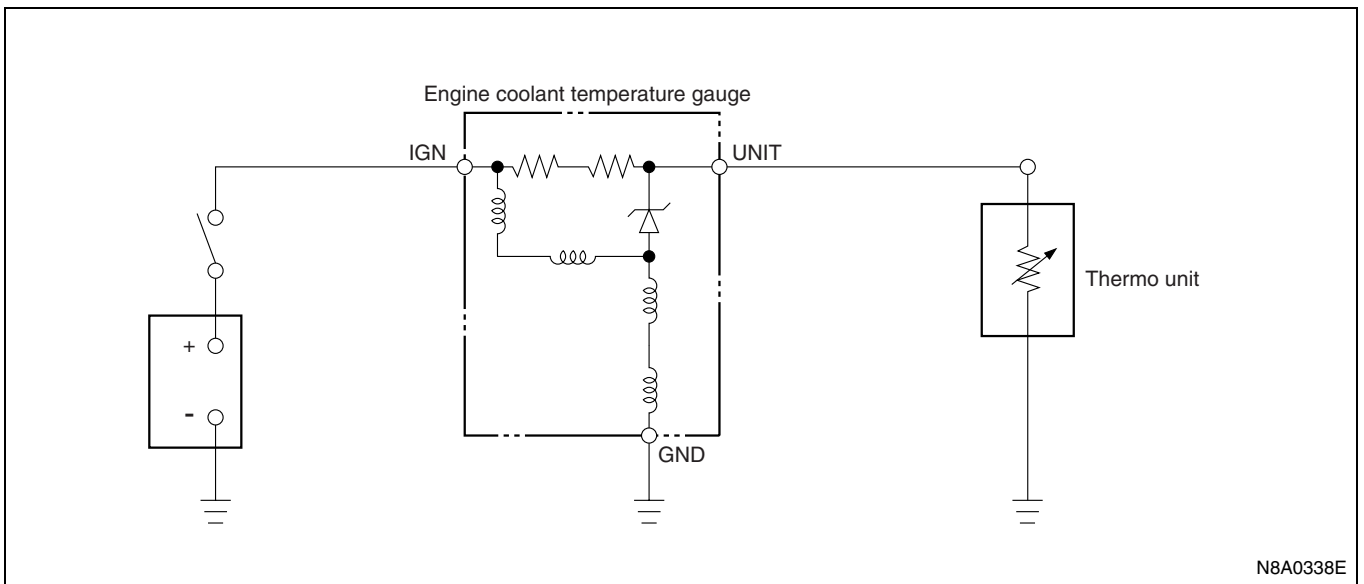 Engine coolant temperature gauge
IGN
UNIT
Thermo unit
+
-
GND
N8A0338E